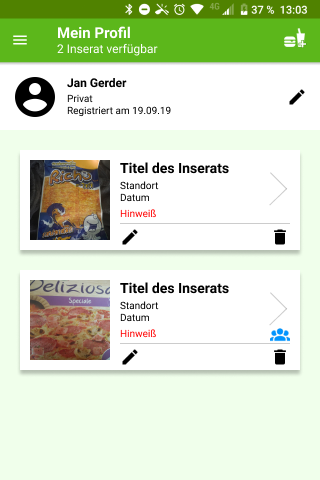 4G 37 % 13:03
Mein Profil
2 Inserat verfügbar
Jan Gerder
Privat
Registriert am 19.09.19
Titel des Inserats
Standort
Datum
Hinweiß
Titel des Inserats
Standort
Datum
Hinweiß
Deliziosa
Speciale